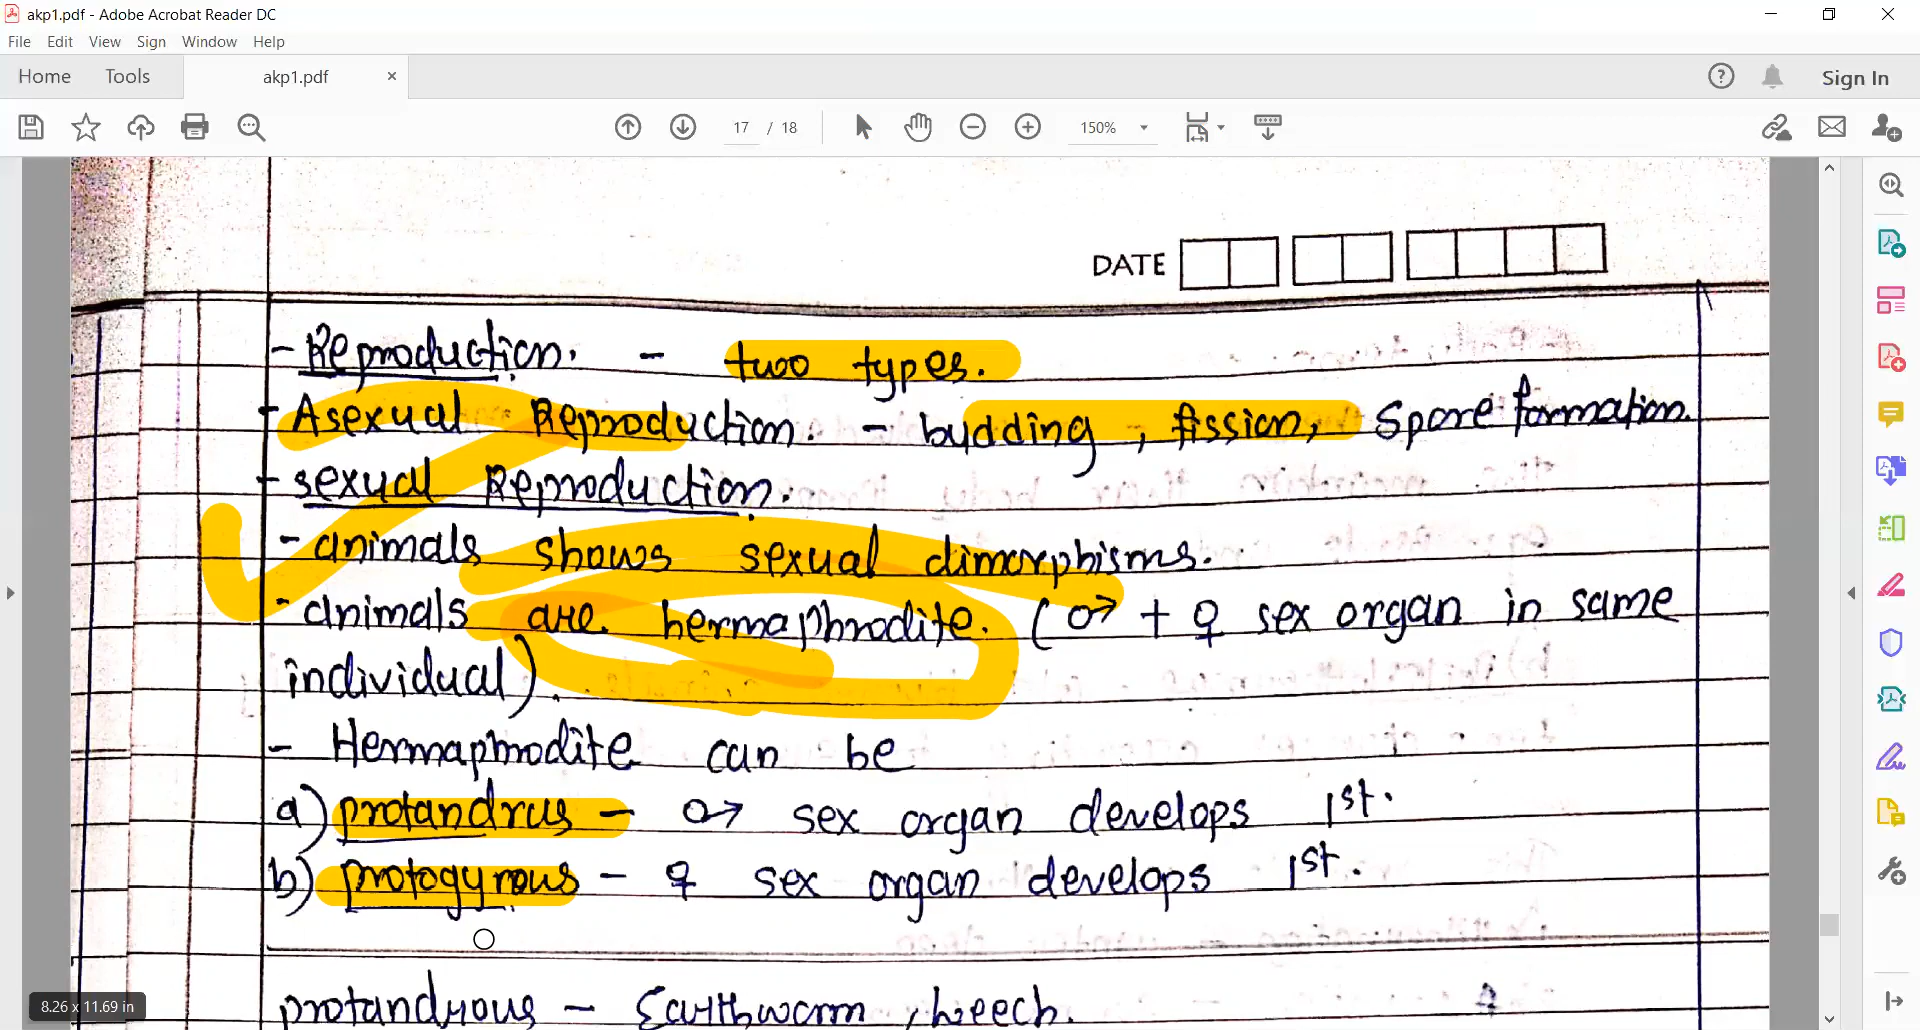 akp1.pdf - Adobe Acrobat Reader DC
File Edit View Sign Window Help
Home Tools akp1.pdf × Sign In
17 / 18 150%
DATE
- Reproduction. - two types.
- Asexual Reproduction. - budding, fission, Spore formation.
- sexual Reproduction.
- animals shows sexual dimorphisms.
- animals are hermaphrodite. (♂ + ♀ sex organ in same
individual).
- Hermaphrodite can be
a) protandrus - ♂ sex organ develops 1st.
b) protogyrous - ♀ sex organ develops 1st.
protandrous - Earthworm, leech.
8.26 x 11.69 in